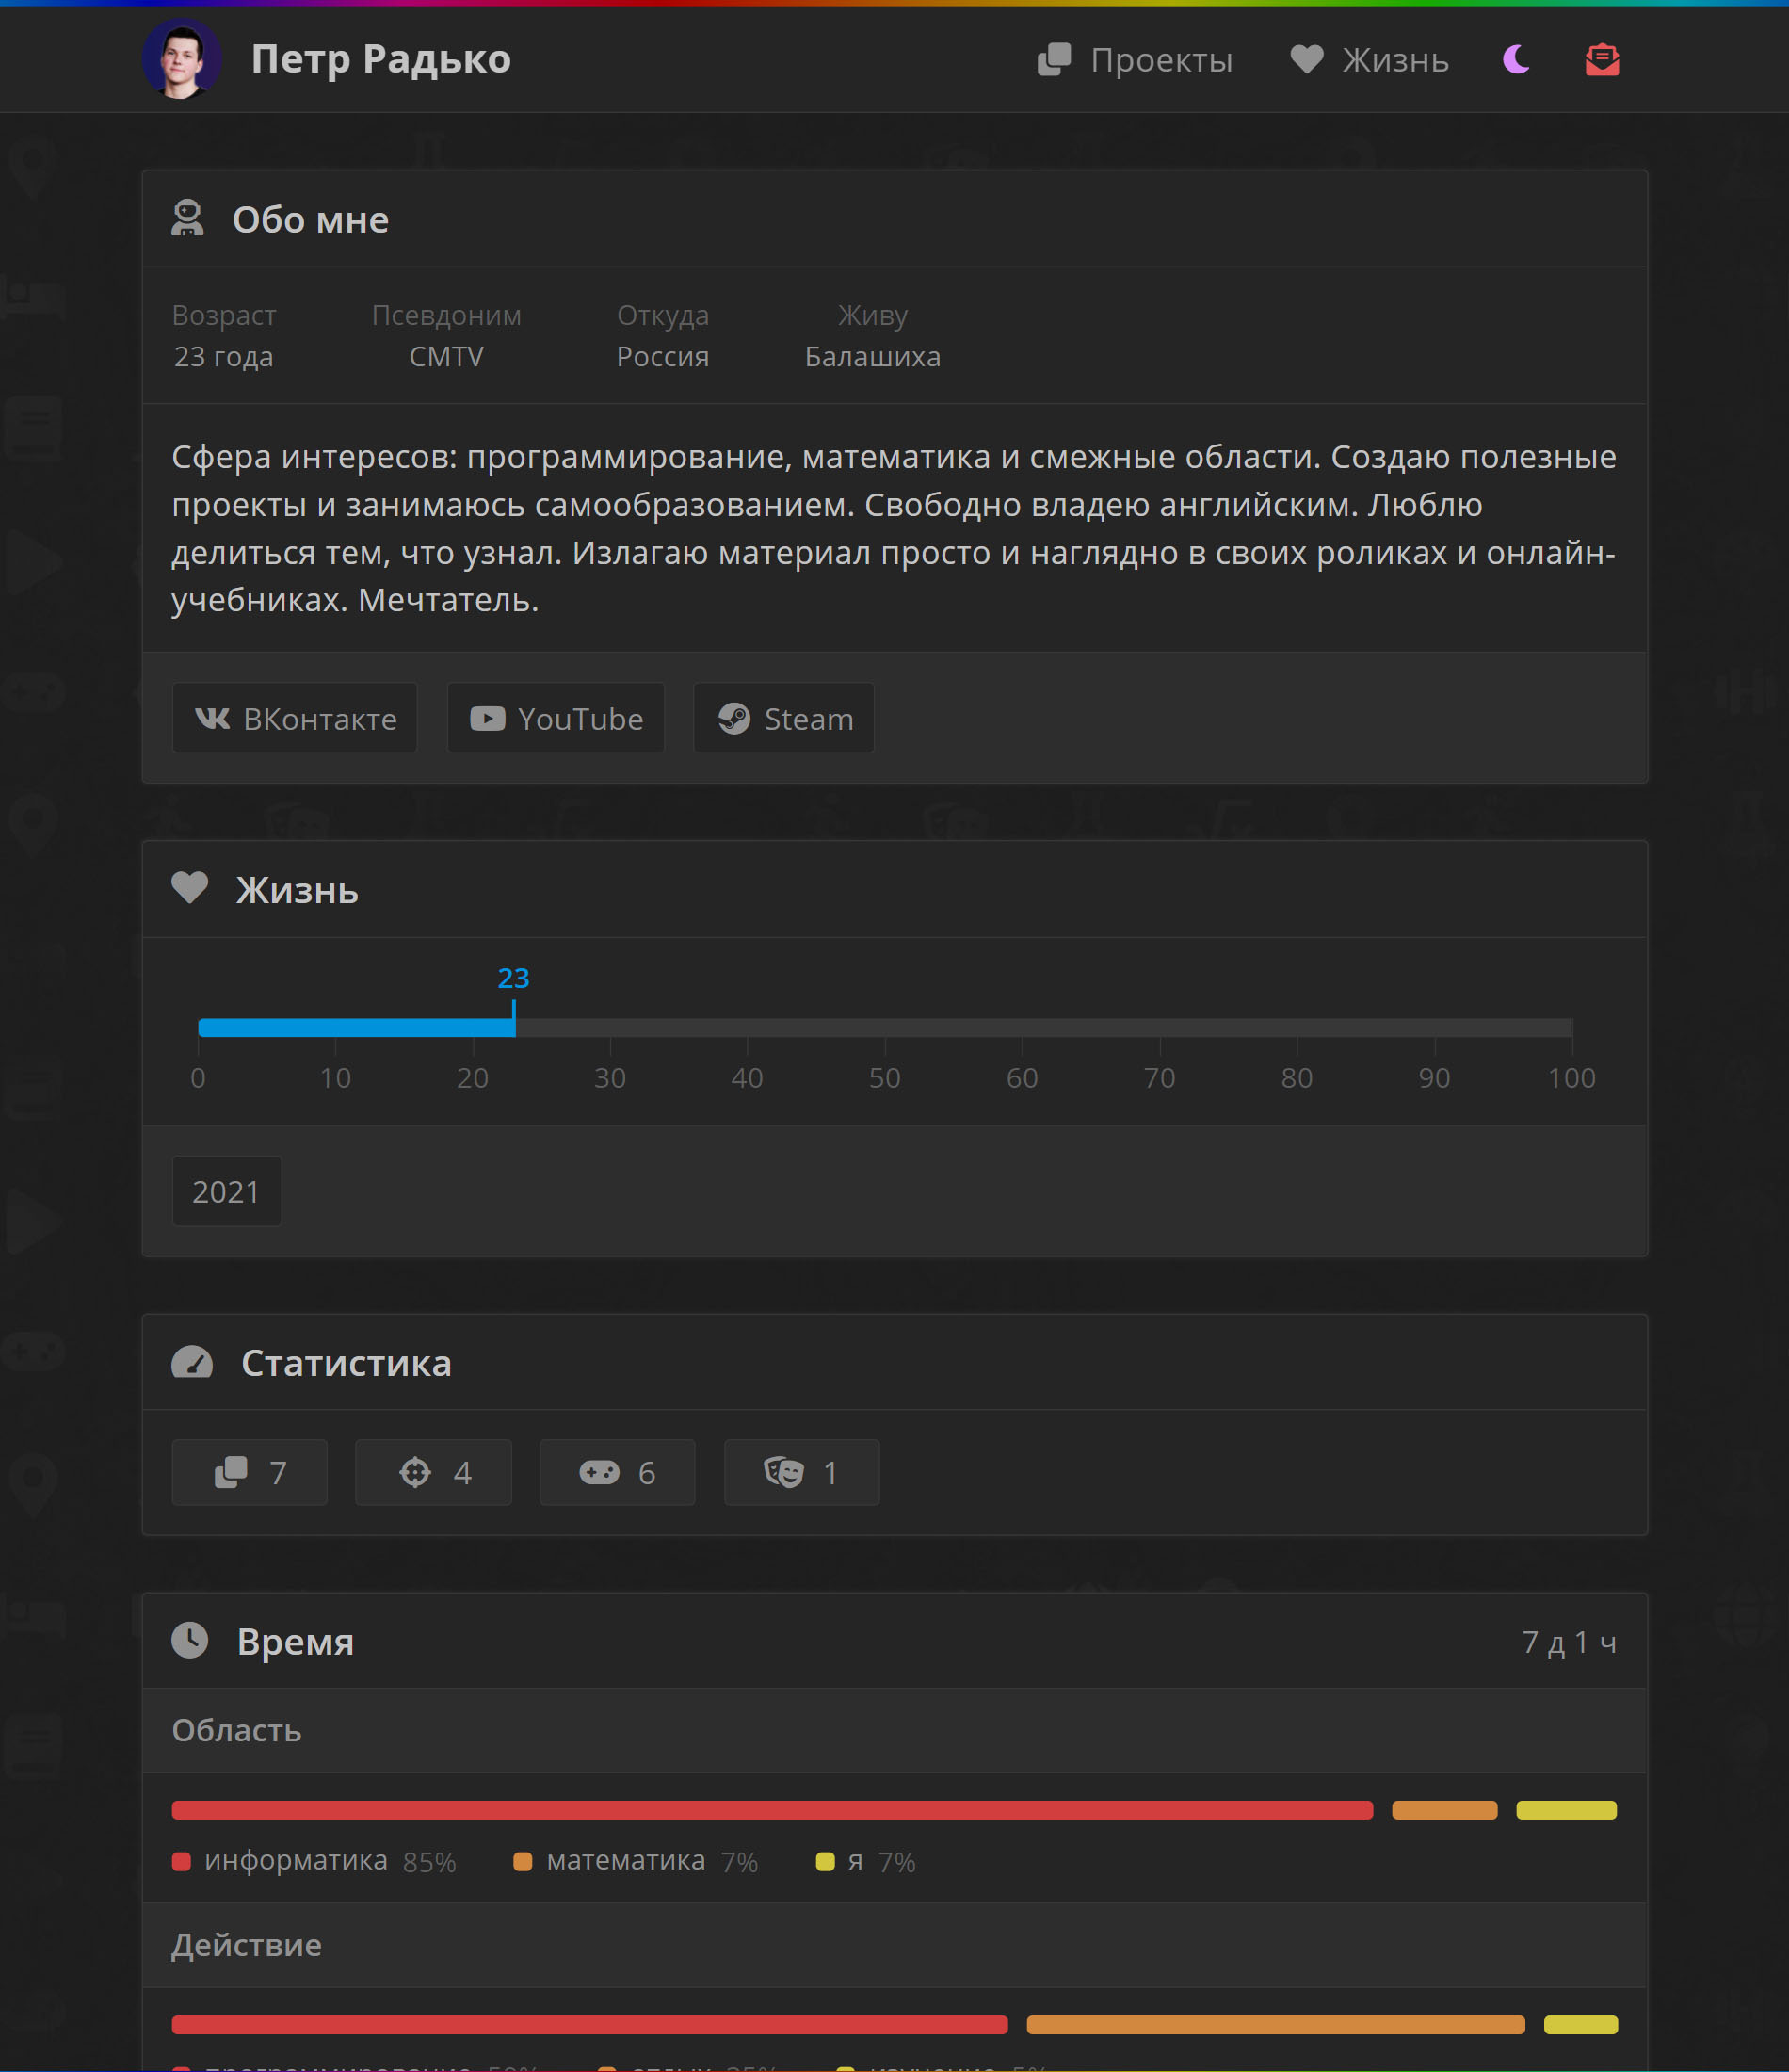 Петр Радько
Проекты
Жизнь
Обо мне
Возраст Псевдоним Откуда Живу
23 года CMTV Россия Балашиха
Сфера интересов: программирование, математика и смежные области. Создаю полезные
проекты и занимаюсь самообразованием. Свободно владею английским. Люблю
делиться тем, что узнал. Излагаю материал просто и наглядно в своих роликах и онлайн-
учебниках. Мечтатель.
ВКонтакте YouTube Steam
Жизнь
23
0 10 20 30 40 50 60 70 80 90 100
2021
Статистика
7 4 6 1
Время 7 д 1 ч
Область
информатика 85% математика 7% я 7%
Действие